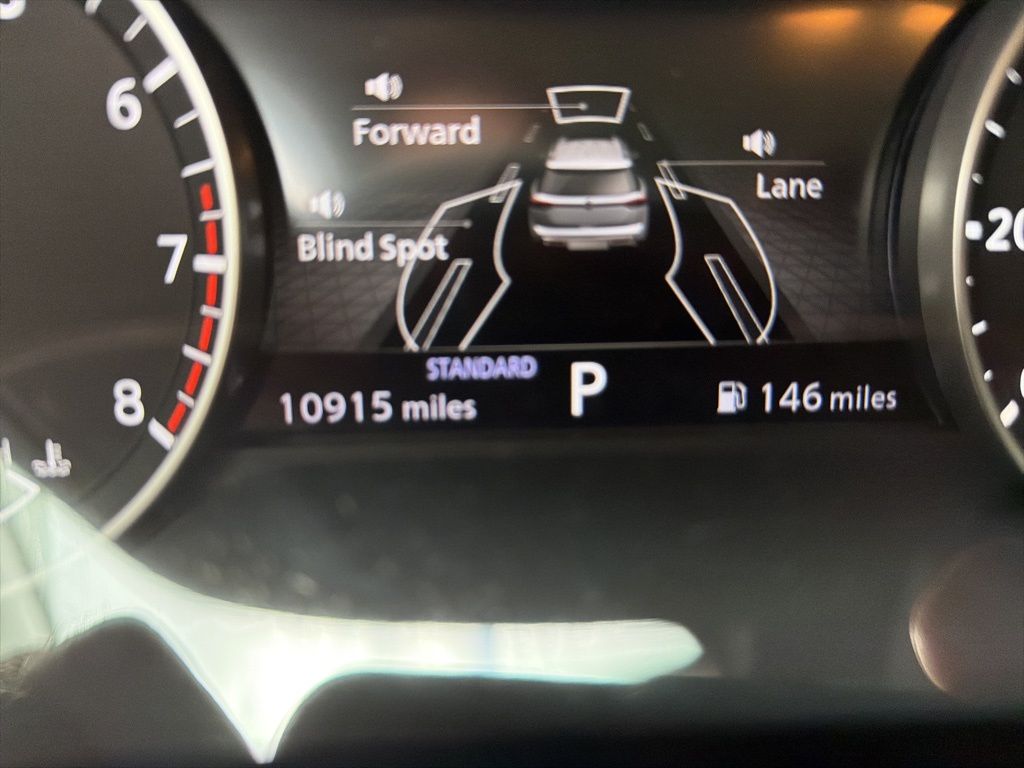 6
Forward
Lane
Blind Spot
7
20
STANDARD
8
10915 miles
P
146 miles